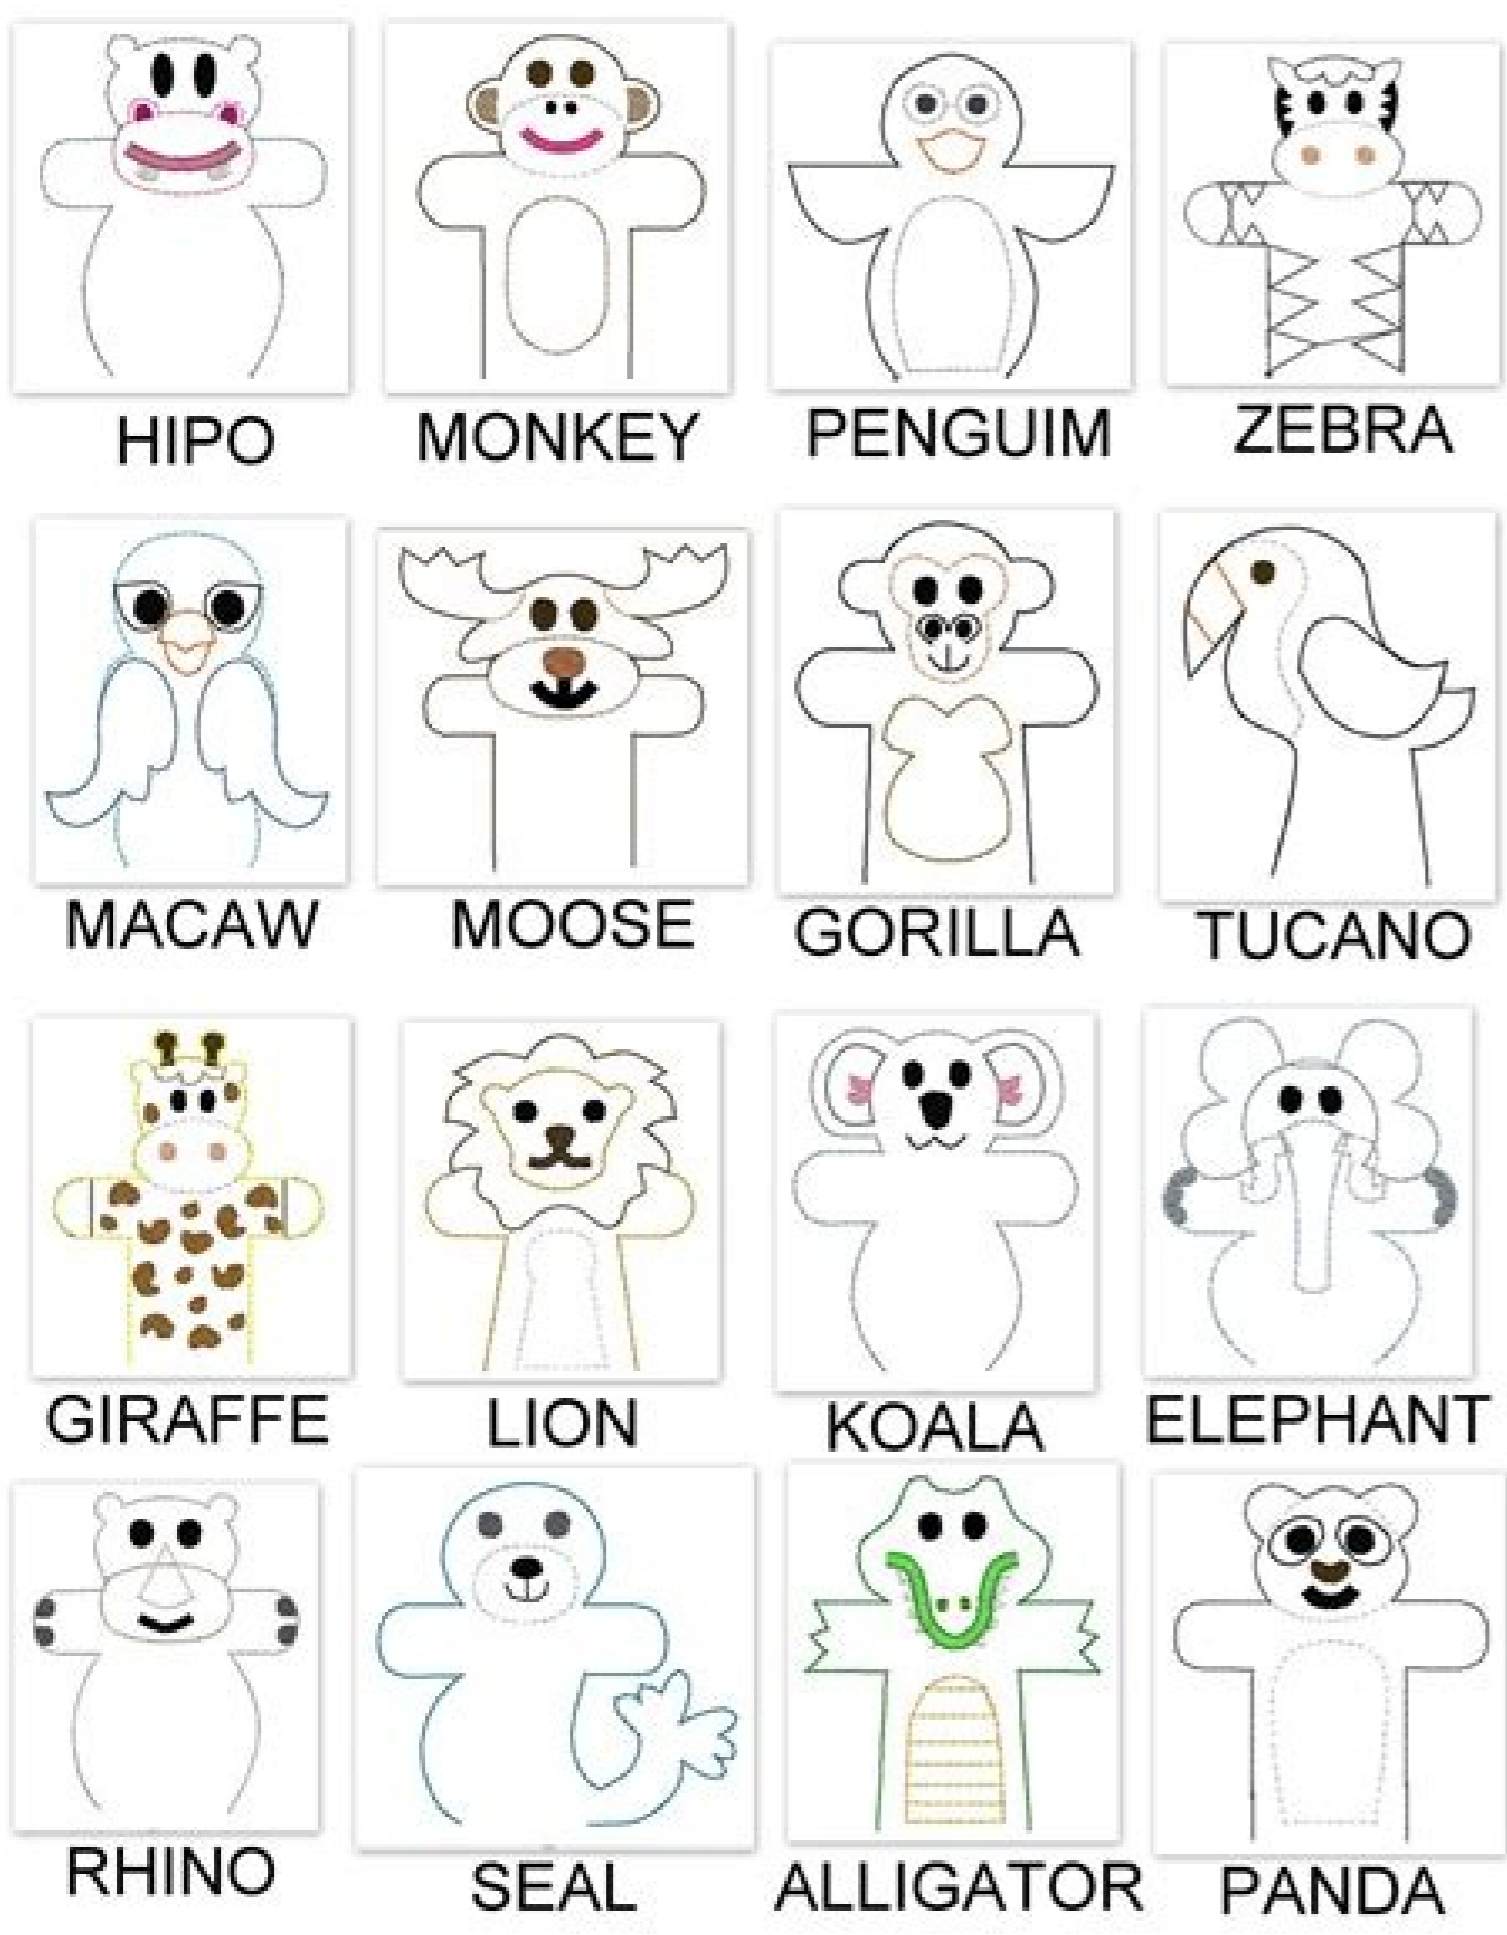 HIPO
MONKEY
PENGUIM
ZEBRA
MACAW
MOOSE
GORILLA
TUCANO
GIRAFFE
LION
KOALA
ELEPHANT
RHINO
SEAL
ALLIGATOR
PANDA